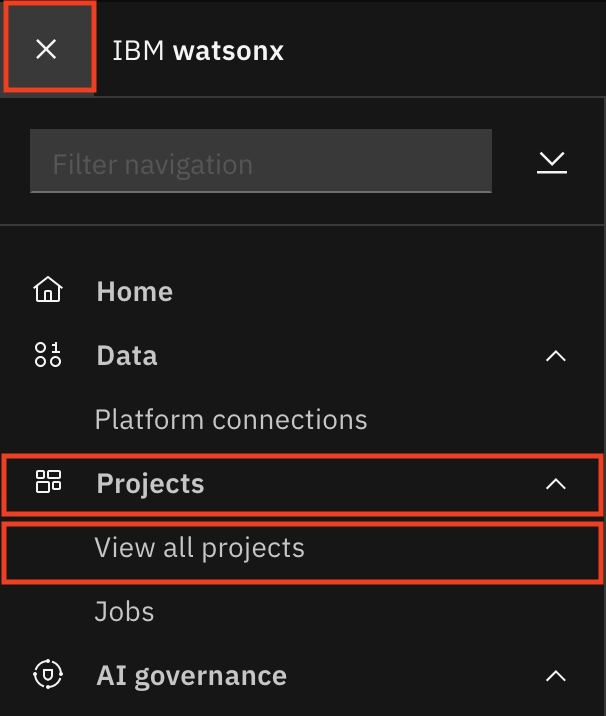 IBM watsonx
Filter navigation
Home
Data
Platform connections
Projects
View all projects
Jobs
AI governance